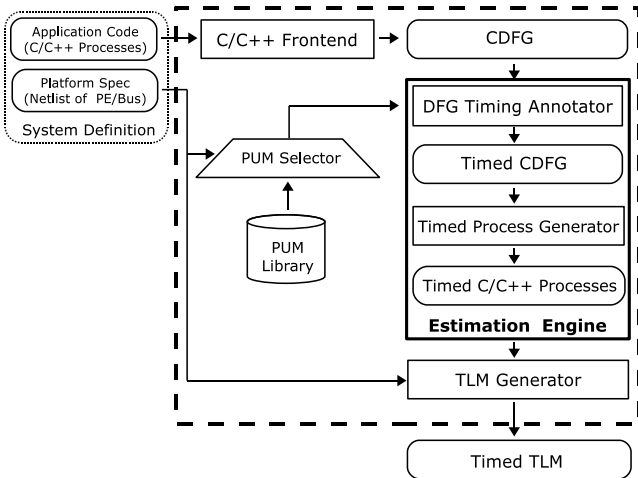 Application Code
(C/C++ Processes)
C/C++ Frontend
CDFG
Platform Spec
(Netlist of PE/Bus)
System Definition
DFG Timing Annotator
PUM Selector
Timed CDFG
PUM
Library
Timed Process Generator
Timed C/C++ Processes
Estimation Engine
TLM Generator
Timed TLM